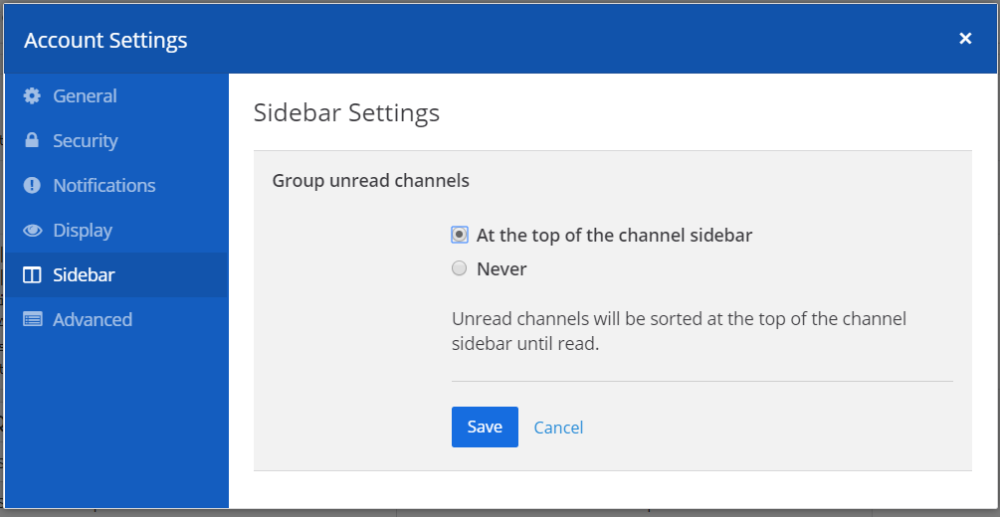 Account Settings
×
General
Security
Notifications
Display
Sidebar
Advanced
Sidebar Settings
Group unread channels
At the top of the channel sidebar
Never
Unread channels will be sorted at the top of the channel
sidebar until read.
Save
Cancel